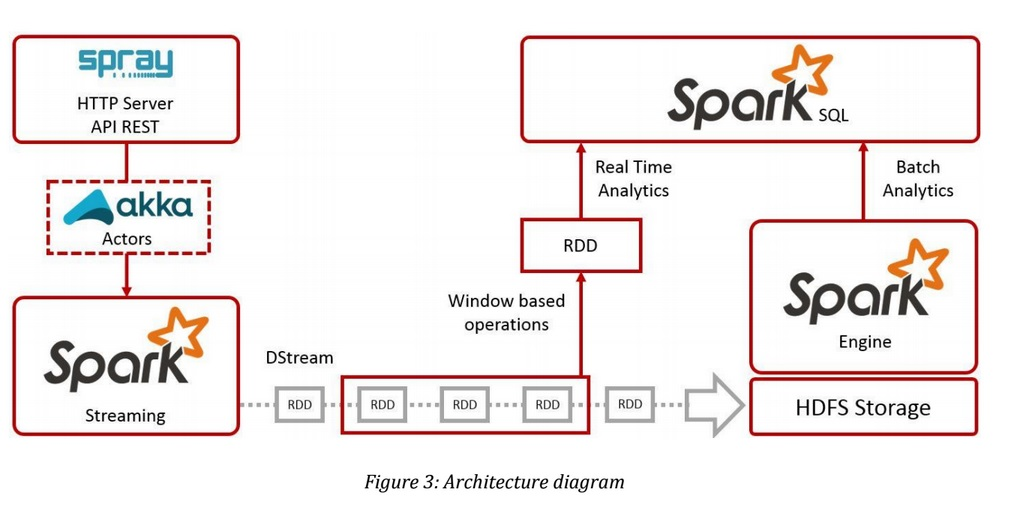 spray
HTTP Server
API REST
akka
Actors
Spark
Streaming
DStream
RDD
RDD
RDD
RDD
RDD
Window based
operations
RDD
Real Time
Analytics
Spark SQL
Batch
Analytics
Spark
Engine
HDFS Storage
Figure 3: Architecture diagram